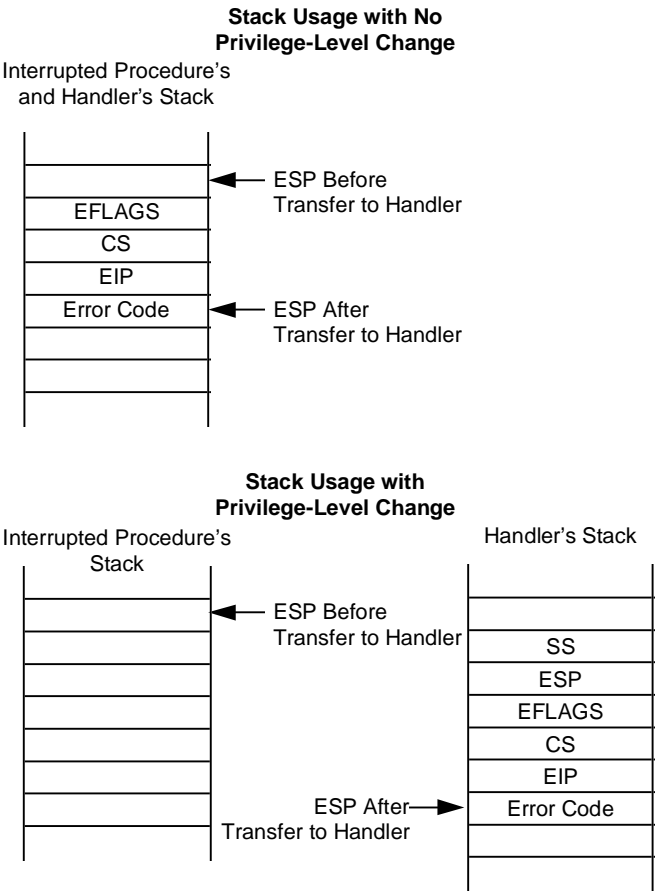 Stack Usage with No
Privilege-Level Change
Interrupted Procedure's
and Handler's Stack
ESP Before
Transfer to Handler
EFLAGS
CS
EIP
Error Code
ESP After
Transfer to Handler
Stack Usage with
Privilege-Level Change
Interrupted Procedure's
Stack
Handler's Stack
ESP Before
Transfer to Handler
SS
ESP
EFLAGS
CS
EIP
ESP After
Transfer to Handler
Error Code